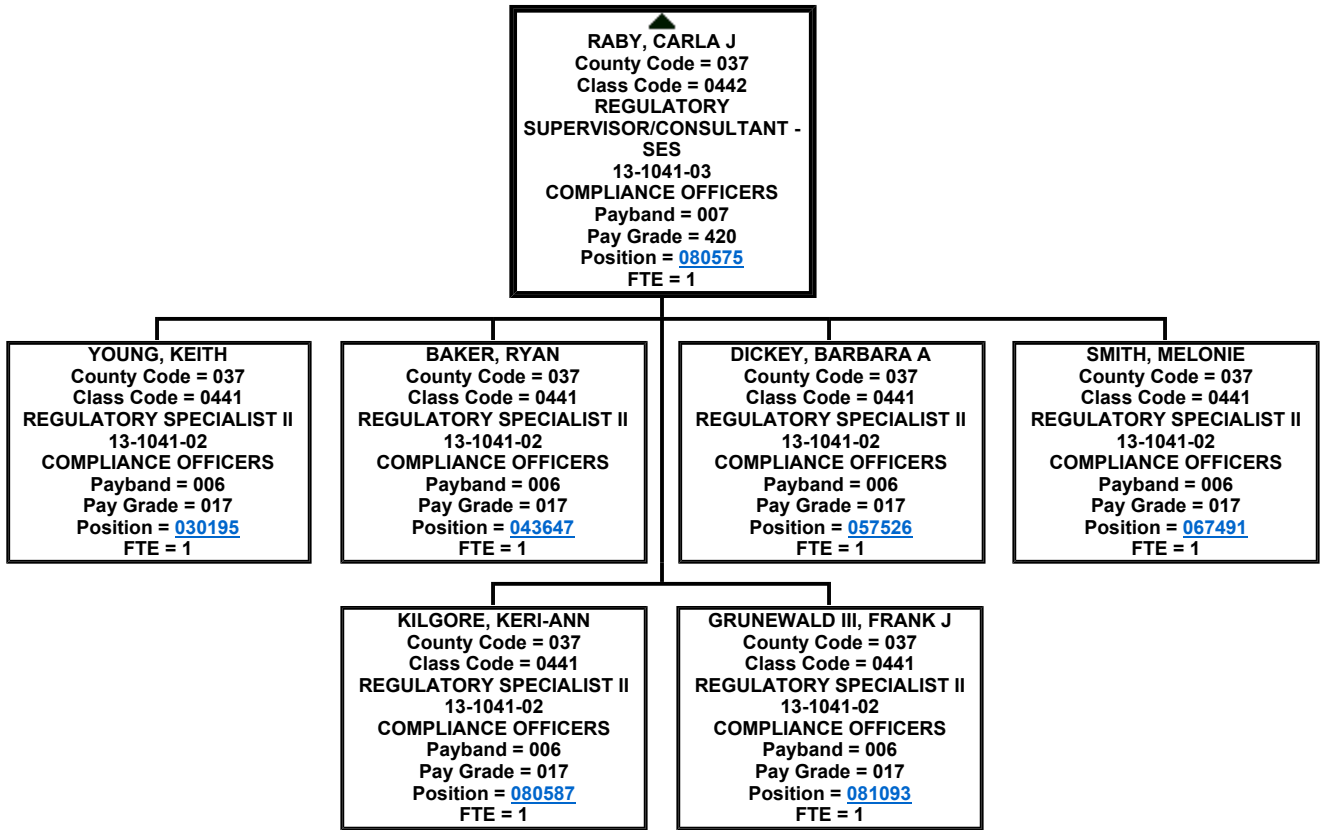 RABY, CARLA J
County Code = 037
Class Code = 0442
REGULATORY
SUPERVISOR/CONSULTANT -
SES
13-1041-03
COMPLIANCE OFFICERS
Payband = 007
Pay Grade = 420
Position = 080575
FTE = 1
YOUNG, KEITH
County Code = 037
Class Code = 0441
REGULATORY SPECIALIST II
13-1041-02
COMPLIANCE OFFICERS
Payband = 006
Pay Grade = 017
Position = 030195
FTE = 1
BAKER, RYAN
County Code = 037
Class Code = 0441
REGULATORY SPECIALIST II
13-1041-02
COMPLIANCE OFFICERS
Payband = 006
Pay Grade = 017
Position = 043647
FTE = 1
DICKEY, BARBARA A
County Code = 037
Class Code = 0441
REGULATORY SPECIALIST II
13-1041-02
COMPLIANCE OFFICERS
Payband = 006
Pay Grade = 017
Position = 057526
FTE = 1
SMITH, MELONIE
County Code = 037
Class Code = 0441
REGULATORY SPECIALIST II
13-1041-02
COMPLIANCE OFFICERS
Payband = 006
Pay Grade = 017
Position = 067491
FTE = 1
KILGORE, KERI-ANN
County Code = 037
Class Code = 0441
REGULATORY SPECIALIST II
13-1041-02
COMPLIANCE OFFICERS
Payband = 006
Pay Grade = 017
Position = 080587
FTE = 1
GRUNEWALD III, FRANK J
County Code = 037
Class Code = 0441
REGULATORY SPECIALIST II
13-1041-02
COMPLIANCE OFFICERS
Payband = 006
Pay Grade = 017
Position = 081093
FTE = 1